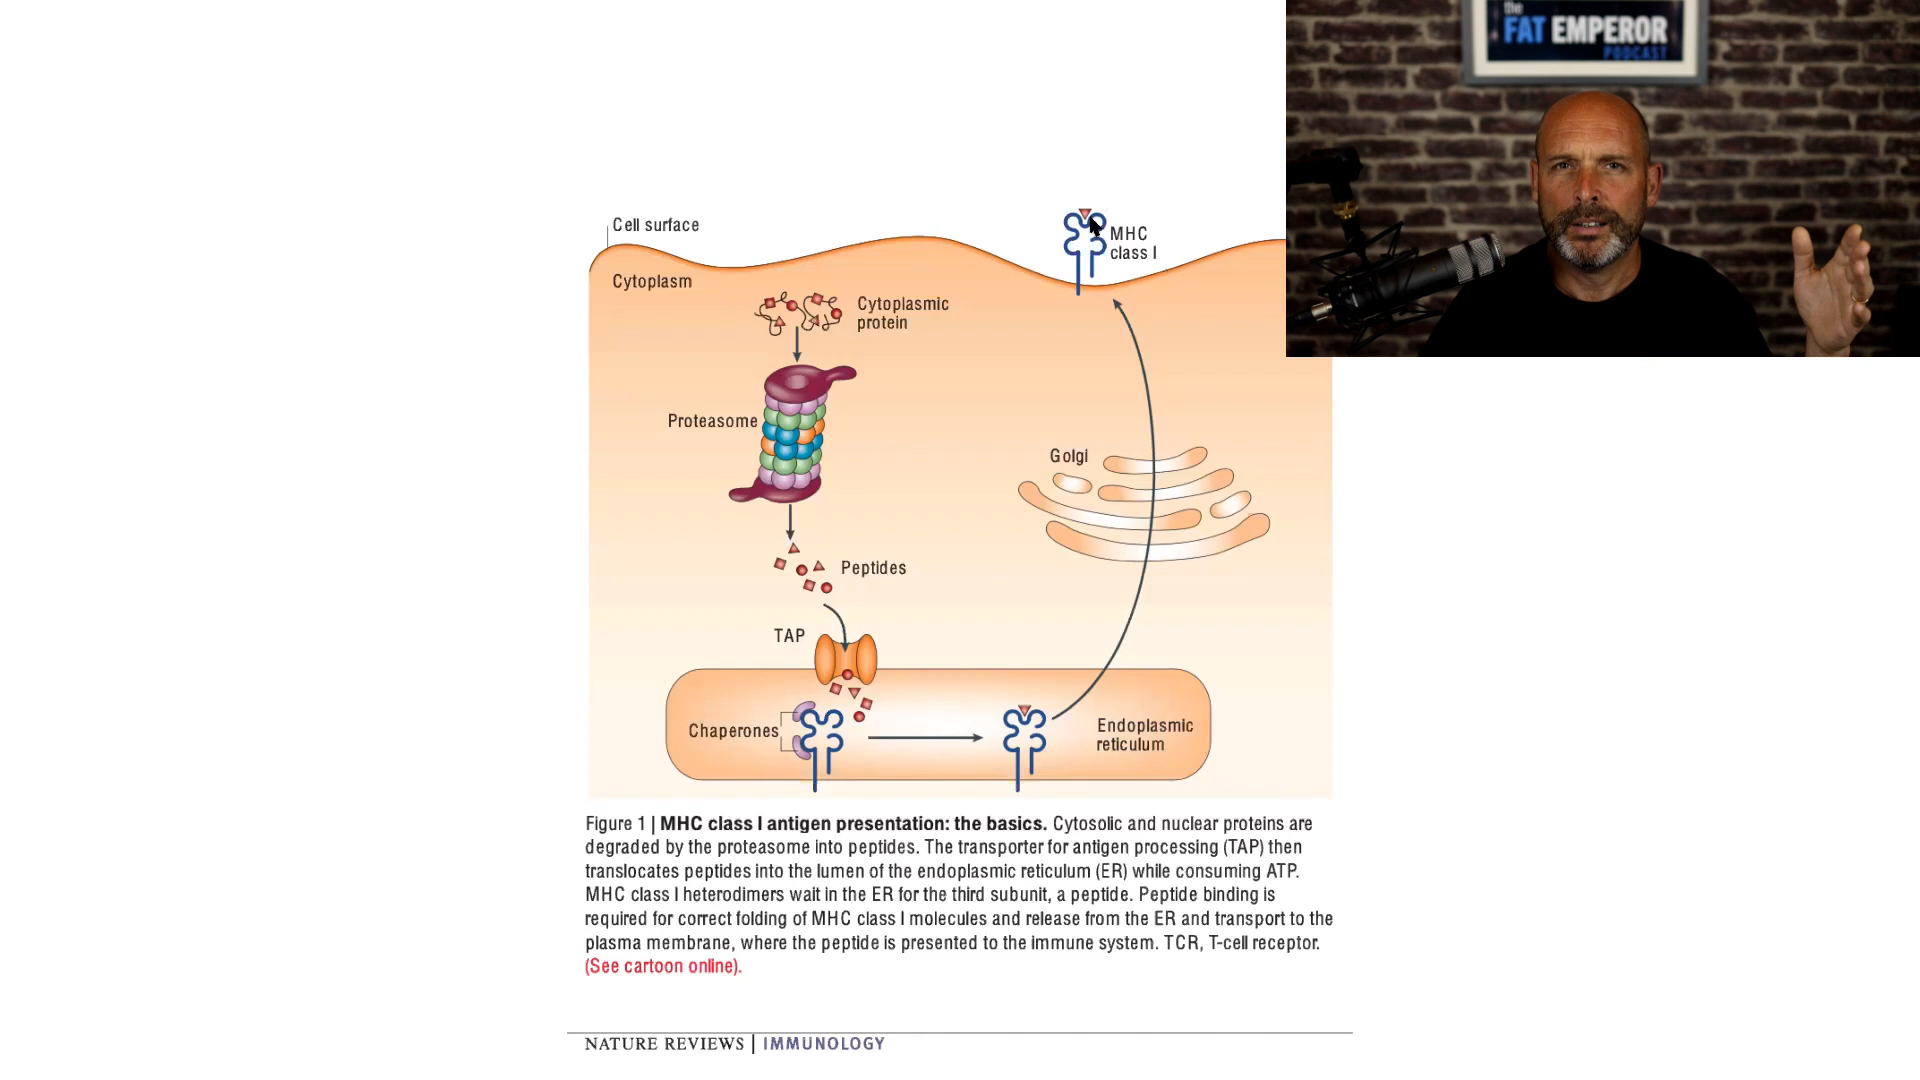 the
FAT EMPEROR
PODCAST
Cell surface
MHC
class I
Cytoplasm
Cytoplasmic
protein
Proteasome
Golgi
Peptides
TAP
Chaperones
Endoplasmic
reticulum
Figure 1 | MHC class I antigen presentation: the basics. Cytosolic and nuclear proteins are
degraded by the proteasome into peptides. The transporter for antigen processing (TAP) then
translocates peptides into the lumen of the endoplasmic reticulum (ER) while consuming ATP.
MHC class I heterodimers wait in the ER for the third subunit, a peptide. Peptide binding is
required for correct folding of MHC class I molecules and release from the ER and transport to the
plasma membrane, where the peptide is presented to the immune system. TCR, T-cell receptor.
(See cartoon online).
NATURE REVIEWS | IMMUNOLOGY